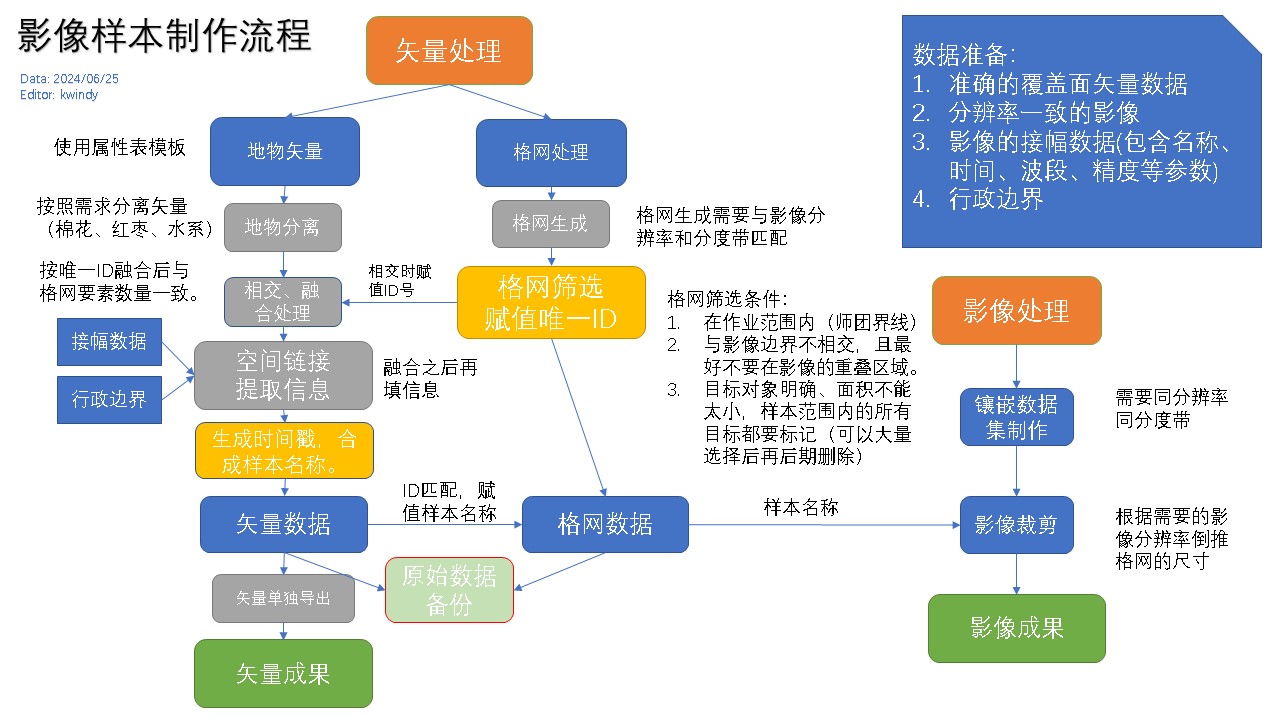 影像样本制作流程
Data: 2024/06/25
Editor: kwindy
矢量处理
数据准备：
1. 准确的覆盖面矢量数据
2. 分辨率一致的影像
3. 影像的接幅数据(包含名称、
时间、波段、精度等参数)
4. 行政边界
使用属性表模板
地物矢量
格网处理
按照需求分离矢量
（棉花、红枣、水系）
地物分离
格网生成
格网生成需要与影像分
辨率和分度带匹配
按唯一ID融合后与
格网要素数量一致。
相交、融
合处理
相交时赋
值ID号
格网筛选
赋值唯一ID
格网筛选条件：
1. 在作业范围内（师团界线）
2. 与影像边界不相交，且最
好不要在影像的重叠区域。
3. 目标对象明确、面积不能
太小，样本范围内的所有
目标都要标记（可以大量
选择后再后期删除）
影像处理
接幅数据
行政边界
空间链接
提取信息
融合之后再
填信息
镶嵌数据
集制作
需要同分辨率
同分度带
生成时间戳，合
成样本名称。
矢量数据
ID匹配，赋
值样本名称
格网数据
样本名称
影像裁剪
根据需要的影
像分辨率倒推
格网的尺寸
原始数据
备份
矢量单独导出
矢量成果
影像成果